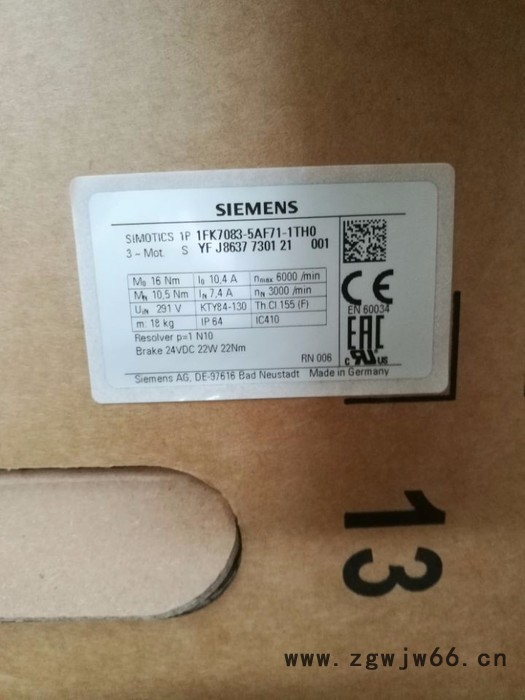 SIEMENS
SIMOTICS 1P 1FK7083-5AF71-1TH0
3 ~ Mot. S YF J8637 7301 21 001
M0 16 Nm I0 10,4 A nmax 6000 /min
MN 10,5 Nm IN 7,4 A nN 3000 /min
UIN 291 V KTY84-130 Th Cl 155 (F)
m: 18 kg IP 64 IC410
Resolver p=1 N10
Brake 24VDC 22W 22Nm
RN 006
Siemens AG, DE-97616 Bad Neustadt Made in Germany
CE
EN 60034
EAC
c UR US
13
www.zgwjw66.cn